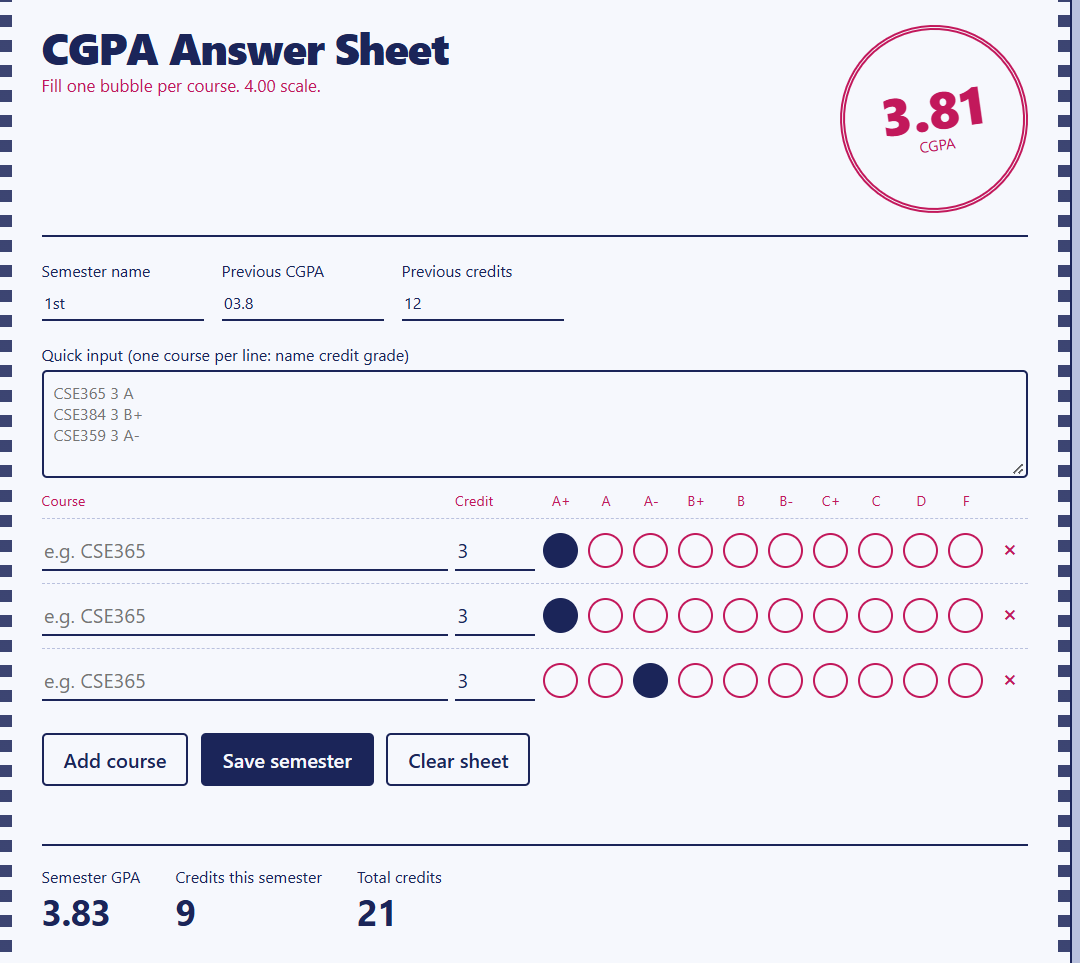 CGPA Answer Sheet
Fill one bubble per course. 4.00 scale.
3.81
CGPA
Semester name Previous CGPA Previous credits
1st 03.8 12
Quick input (one course per line: name credit grade)
CSE365 3 A
CSE384 3 B+
CSE359 3 A-
Course Credit A+ A A- B+ B B- C+ C D F
e.g. CSE365 3 ×
e.g. CSE365 3 ×
e.g. CSE365 3 ×
Add course Save semester Clear sheet
Semester GPA Credits this semester Total credits
3.83 9 21